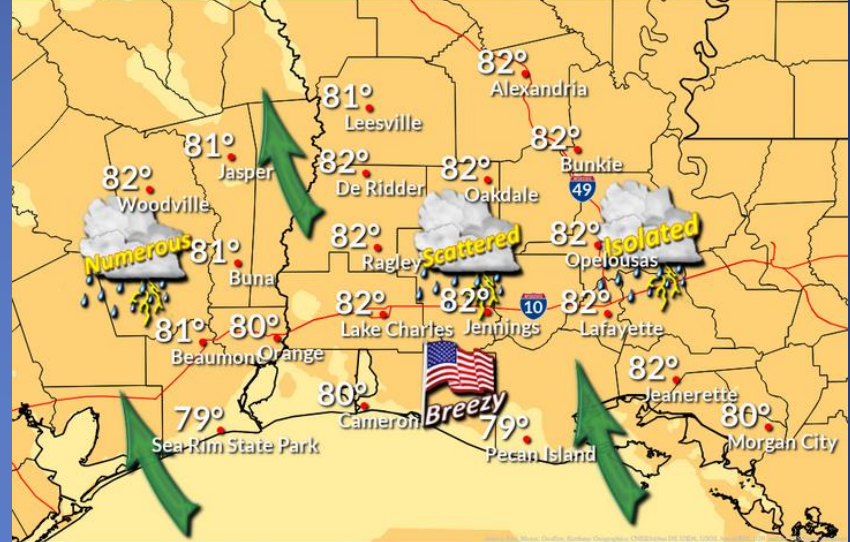 82°
Alexandria
81°
Leesville
82°
Bunkie
81°
Jasper
82°
De Ridder
82°
Oakdale
82°
Woodville
49
Numerous
81°
Buna
82°
Ragley
Scattered
82°
Opelousas
Isolated
82°
Lake Charles
82°
Jennings
10
82°
Lafayette
81°
Beaumont
80°
Orange
82°
Jeanerette
80°
Cameron
Breezy
79°
Sea Rim State Park
79°
Pecan Island
80°
Morgan City